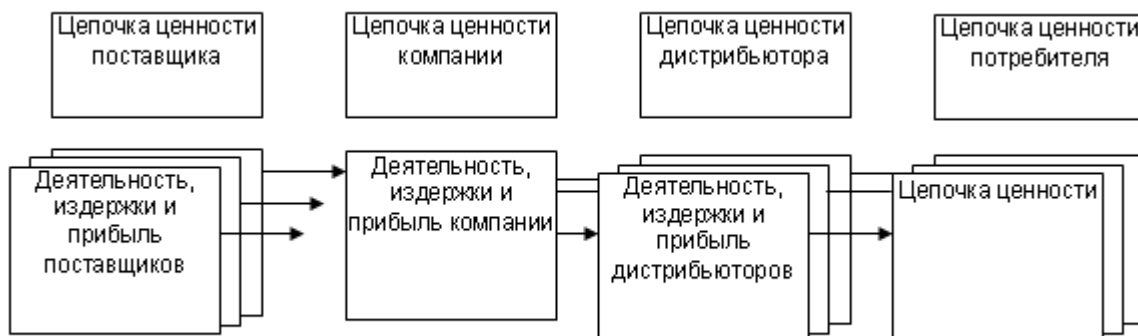 Цепочка ценности
поставщика
Цепочка ценности
компании
Цепочка ценности
дистрибьютора
Цепочка ценности
потребителя
Деятельность,
издержки и
прибыль
поставщиков
Деятельность,
издержки и
прибыль компании
Деятельность,
издержки и
прибыль
дистрибьюторов
Цепочка ценности